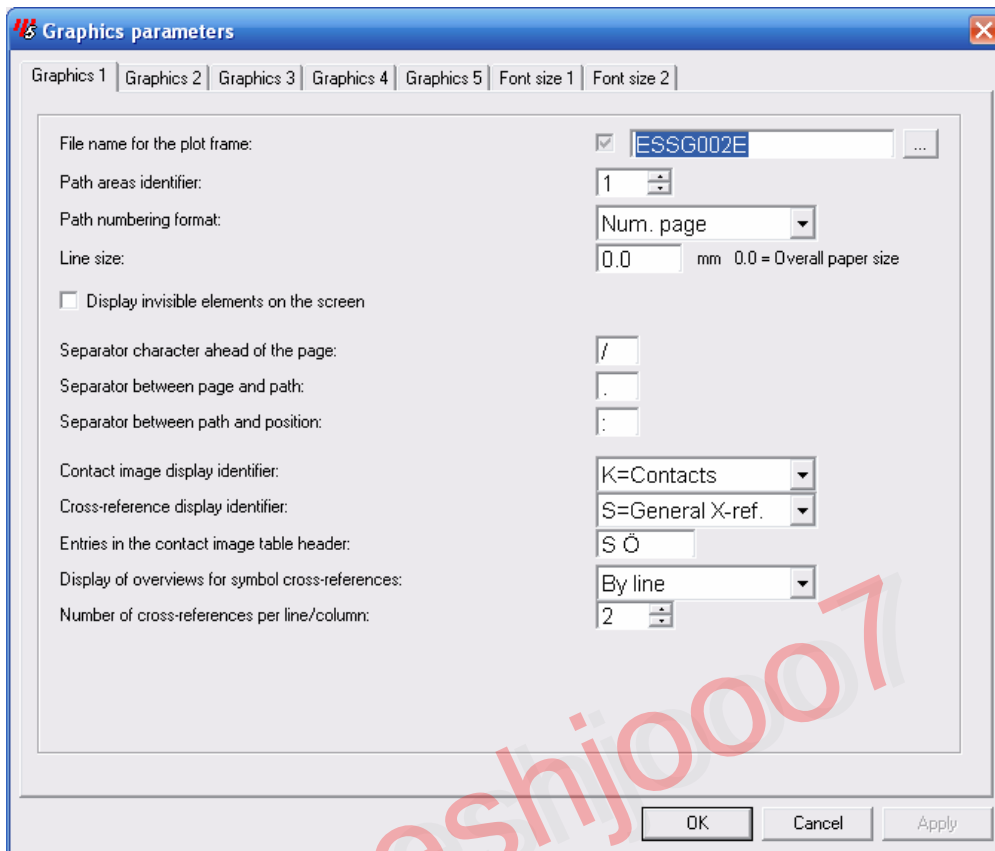 Graphics parameters
Graphics 1 Graphics 2 Graphics 3 Graphics 4 Graphics 5 Font size 1 Font size 2
File name for the plot frame: ESSG002E ...
Path areas identifier: 1
Path numbering format: Num. page
Line size: 0.0 mm 0.0 = Overall paper size
Display invisible elements on the screen
Separator character ahead of the page: /
Separator between page and path: .
Separator between path and position: :
Contact image display identifier: K=Contacts
Cross-reference display identifier: S=General X-ref.
Entries in the contact image table header: S Ö
Display of overviews for symbol cross-references: By line
Number of cross-references per line/column: 2
eshjooo7
OK Cancel Apply